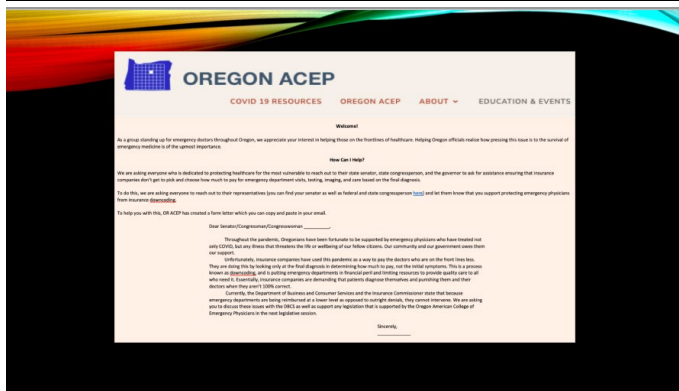 OREGON ACEP
COVID 19 RESOURCES OREGON ACEP ABOUT EDUCATION & EVENTS
Welcome!
As a group standing up for emergency doctors throughout Oregon, we appreciate your interest in helping those on the frontlines of healthcare. Helping Oregon officials realize how pressing this issue is to the survival of
emergency medicine is of the upmost importance.
How Can I Help?
We are asking everyone who is dedicated to protecting healthcare for the most vulnerable to reach out to their state senator, state congressperson, and the governor to ask for assistance ensuring that insurance
companies don't get to pick and choose how much to pay for emergency department visits, testing, imaging, and care based on the final diagnosis.
To do this, we are asking everyone to reach out to their representatives (you can find your senator as well as federal and state congressperson here) and let them know that you support protecting emergency physicians
from insurance downcoding.
To help you with this, OR ACEP has created a form letter which you can copy and paste in your email.
Dear Senator/Congressman/Congresswoman ________,
Throughout the pandemic, Oregonians have been fortunate to be supported by emergency physicians who have treated not
only COVID, but any illness that threatens the life or wellbeing of our fellow citizens. Our community and our government owes them
our support.
Unfortunately, insurance companies have used this pandemic as a way to pay the doctors who are on the front lines less.
They are doing this by looking only at the final diagnosis in determining how much to pay, not the initial symptoms. This is a process
known as downcoding, and is putting emergency departments in financial peril and limiting resources to provide quality care to all
who need it. Essentially, insurance companies are demanding that patients diagnose themselves and punishing them and their
doctors when they aren't 100% correct.
Currently, the Department of Business and Consumer Services and the Insurance Commissioner state that because
emergency departments are being reimbursed at a lower level as opposed to outright denials, they cannot intervene. We are asking
you to discuss these issues with the DBCS as well as support any legislation that is supported by the Oregon American College of
Emergency Physicians in the next legislative session.
Sincerely,
________